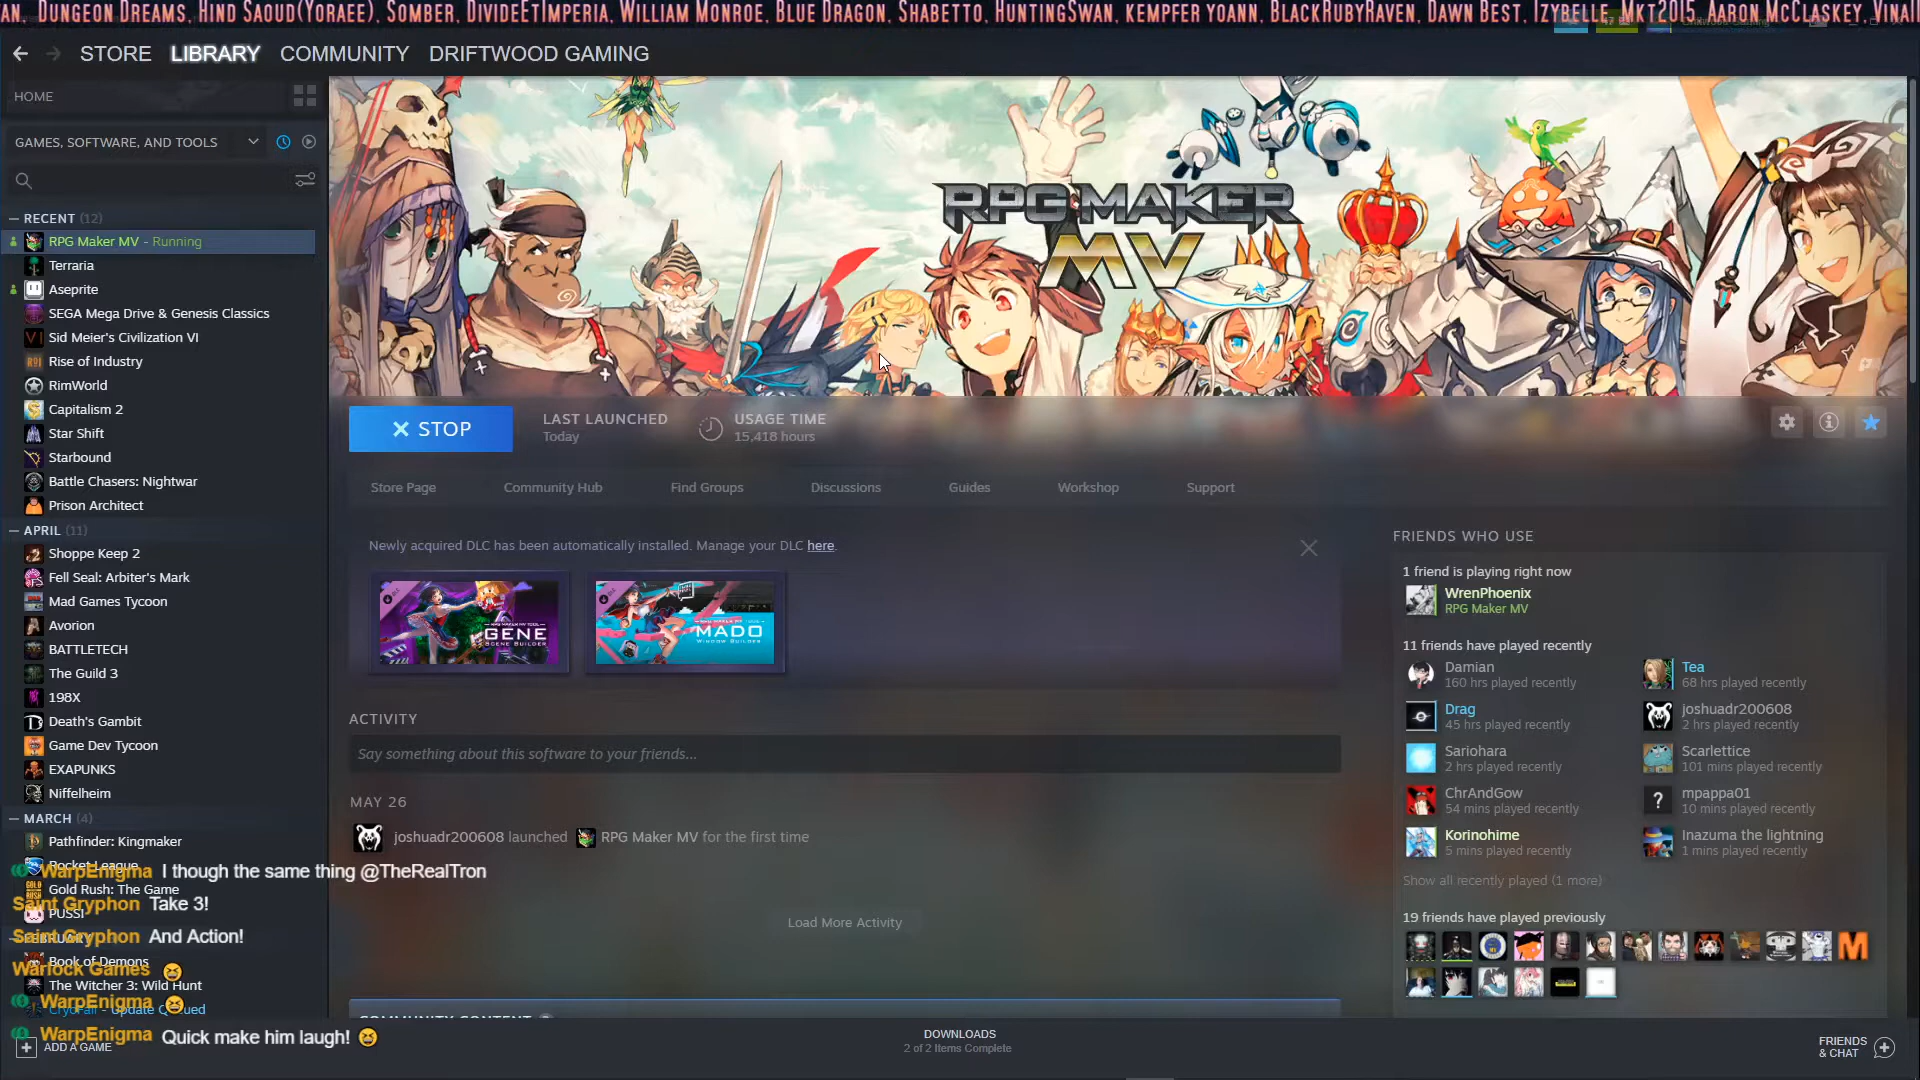 DUNGEON DREAMS, HIND SAOUD(YORAEE), SOMBER, DIVIDEETIMPERIA, WILLIAM MONROE, BLUE DRAGON, SHABETTO, HUNTINGSWAN, KEMPFER YOANN, BLACKRUBYRAVEN, DAWN BEST, IZYBELLE, MKT2015, AARON MCCLASKEY,
STORE LIBRARY COMMUNITY DRIFTWOOD GAMING
HOME
GAMES, SOFTWARE, AND TOOLS
RECENT (12)
RPG Maker MV - Running
Terraria
Aseprite
SEGA Mega Drive & Genesis Classics
Sid Meier's Civilization VI
Rise of Industry
RimWorld
Capitalism 2
Star Shift
Starbound
Battle Chasers: Nightwar
Prison Architect
APRIL (11)
Shoppe Keep 2
Fell Seal: Arbiter's Mark
Mad Games Tycoon
Avorion
BATTLETECH
The Guild 3
198X
Death's Gambit
Game Dev Tycoon
EXAPUNKS
Niffelheim
MARCH (4)
Pathfinder: Kingmaker
Rocket League
WarpEnigma I though the same thing @TheRealTron
Gold Rush: The Game
Saint Gryphon Take 3!
PUSSI
Saint Gryphon And Action!
FEBRUARY
Book of Demons
Warlock Games
The Witcher 3: Wild Hunt
WarpEnigma
CryoFall - Update Queued
WarpEnigma Quick make him laugh!
ADD A GAME
RPG MAKER
MV
STOP
LAST LAUNCHED
Today
USAGE TIME
15,418 hours
Store Page Community Hub Find Groups Discussions Guides Workshop Support
Newly acquired DLC has been automatically installed. Manage your DLC here.
GENE
SCENE BUILDER
MADO
WINDOW BUILDER
ACTIVITY
Say something about this software to your friends...
MAY 26
joshuadr200608 launched RPG Maker MV for the first time
Load More Activity
COMMUNITY CONTENT
FRIENDS WHO USE
1 friend is playing right now
WrenPhoenix
RPG Maker MV
11 friends have played recently
Damian
160 hrs played recently
Tea
68 hrs played recently
Drag
45 hrs played recently
joshuadr200608
2 hrs played recently
Sariohara
2 hrs played recently
Scarlettice
101 mins played recently
ChrAndGow
54 mins played recently
mpappa01
10 mins played recently
Korinohime
5 mins played recently
Inazuma the lightning
1 mins played recently
Show all recently played (1 more)
19 friends have played previously
DOWNLOADS
2 of 2 Items Complete
FRIENDS
& CHAT